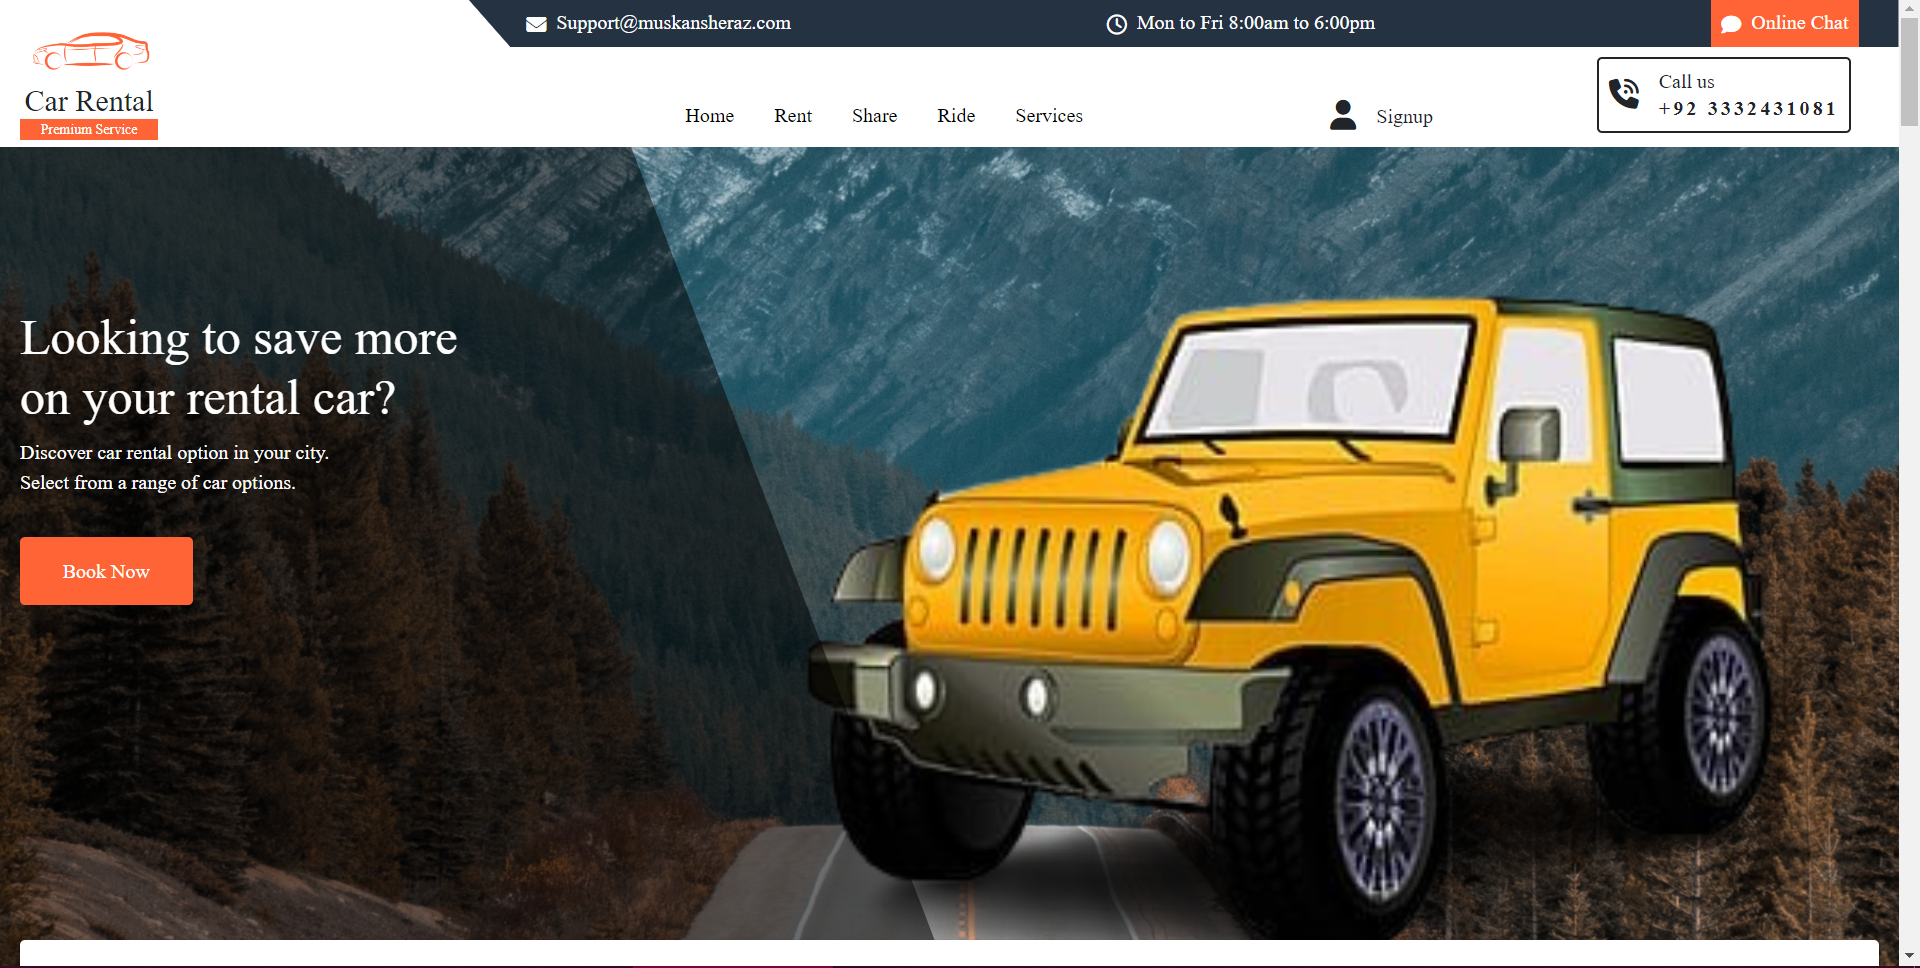 Support@muskansheraz.com
Mon to Fri 8:00am to 6:00pm
Online Chat
Car Rental
Premium Service
Home
Rent
Share
Ride
Services
Signup
Call us
+92 3332431081
Looking to save more
on your rental car?
Discover car rental option in your city.
Select from a range of car options.
Book Now